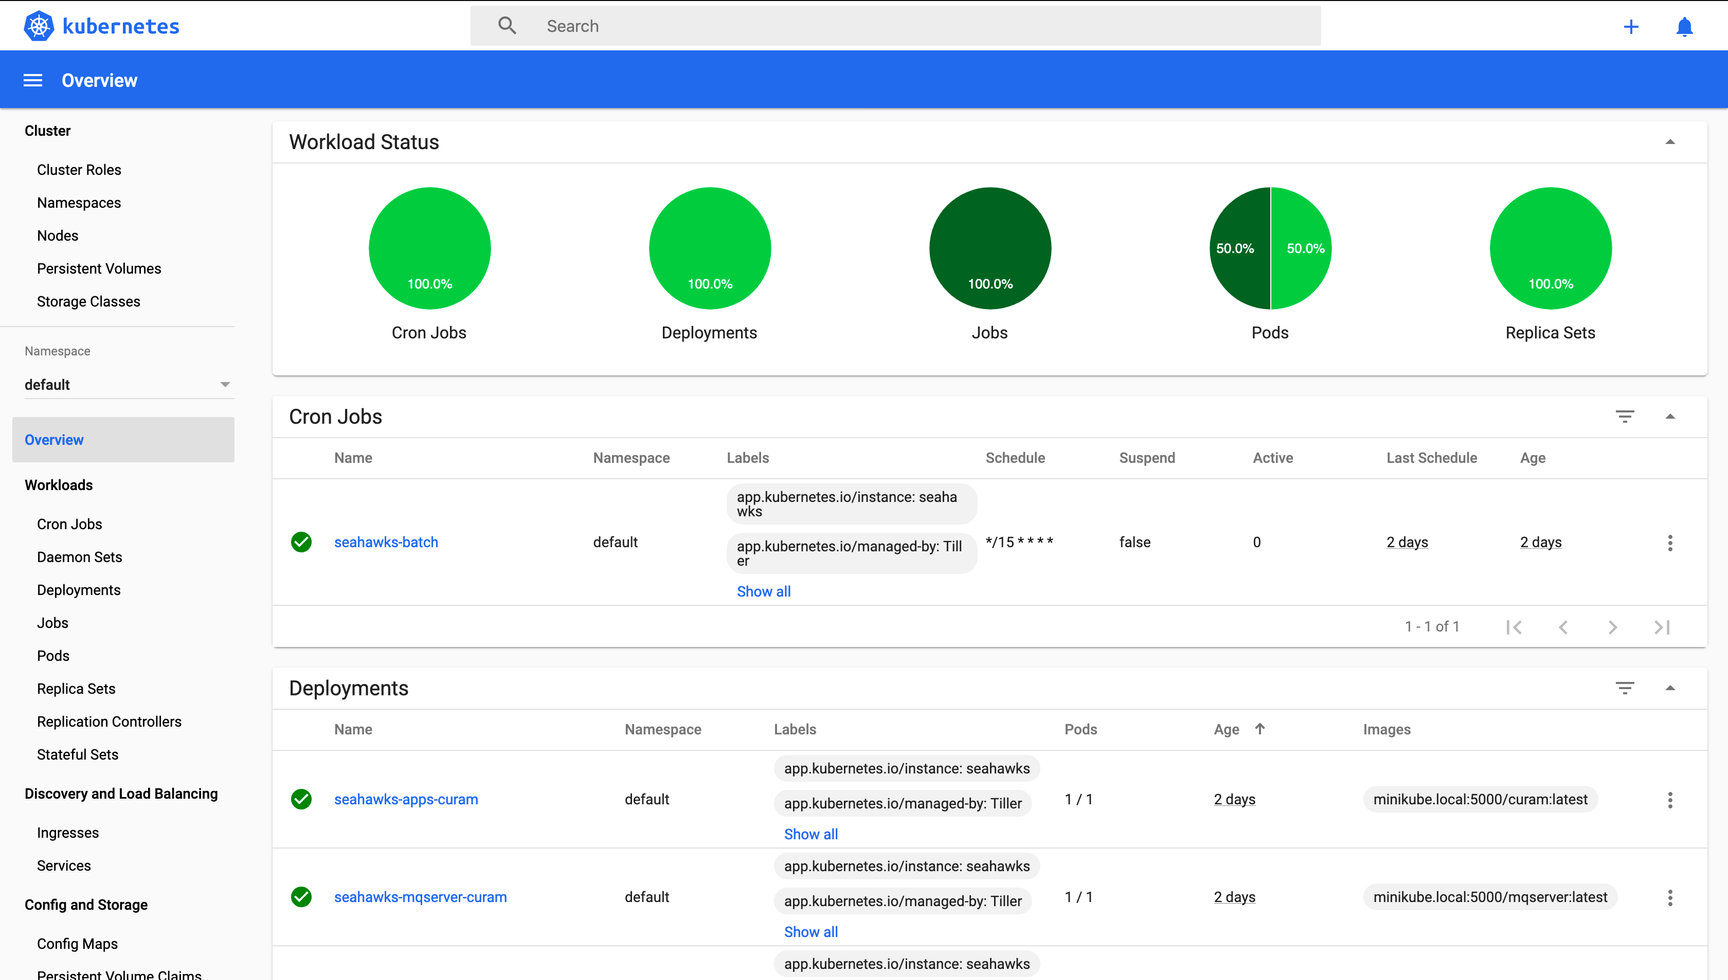 kubernetes
Search
Overview
Cluster
Cluster Roles
Namespaces
Nodes
Persistent Volumes
Storage Classes
Namespace
default
Overview
Workloads
Cron Jobs
Daemon Sets
Deployments
Jobs
Pods
Replica Sets
Replication Controllers
Stateful Sets
Discovery and Load Balancing
Ingresses
Services
Config and Storage
Config Maps
Persistent Volume Claims
Workload Status
100.0%
Cron Jobs
100.0%
Deployments
100.0%
Jobs
50.0% 50.0%
Pods
100.0%
Replica Sets
Cron Jobs
Name Namespace Labels Schedule Suspend Active Last Schedule Age
seahawks-batch default
app.kubernetes.io/instance: seaha
wks
app.kubernetes.io/managed-by: Till
er
Show all
*/15 * * * * false 0 2 days 2 days
1 - 1 of 1
Deployments
Name Namespace Labels Pods Age Images
seahawks-apps-curam default
app.kubernetes.io/instance: seahawks
app.kubernetes.io/managed-by: Tiller
Show all
1 / 1 2 days minikube.local:5000/curam:latest
seahawks-mqserver-curam default
app.kubernetes.io/instance: seahawks
app.kubernetes.io/managed-by: Tiller
Show all
1 / 1 2 days minikube.local:5000/mqserver:latest
app.kubernetes.io/instance: seahawks